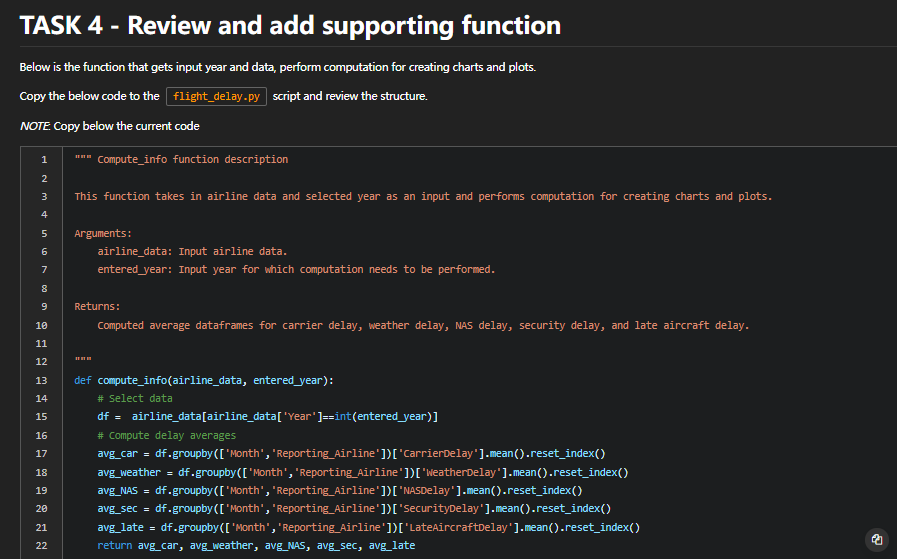 TASK 4 - Review and add supporting function
Below is the function that gets input year and data, perform computation for creating charts and plots.
Copy the below code to the flight_delay.py script and review the structure.
NOTE: Copy below the current code
1 """ Compute_info function description
2
3 This function takes in airline data and selected year as an input and performs computation for creating charts and plots.
4
5 Arguments:
6     airline_data: Input airline data.
7     entered_year: Input year for which computation needs to be performed.
8
9 Returns:
10     Computed average dataframes for carrier delay, weather delay, NAS delay, security delay, and late aircraft delay.
11
12 """
13 def compute_info(airline_data, entered_year):
14     # Select data
15     df =  airline_data[airline_data['Year']==int(entered_year)]
16     # Compute delay averages
17     avg_car = df.groupby(['Month','Reporting_Airline'])['CarrierDelay'].mean().reset_index()
18     avg_weather = df.groupby(['Month','Reporting_Airline'])['WeatherDelay'].mean().reset_index()
19     avg_NAS = df.groupby(['Month','Reporting_Airline'])['NASDelay'].mean().reset_index()
20     avg_sec = df.groupby(['Month','Reporting_Airline'])['SecurityDelay'].mean().reset_index()
21     avg_late = df.groupby(['Month','Reporting_Airline'])['LateAircraftDelay'].mean().reset_index()
22     return avg_car, avg_weather, avg_NAS, avg_sec, avg_late